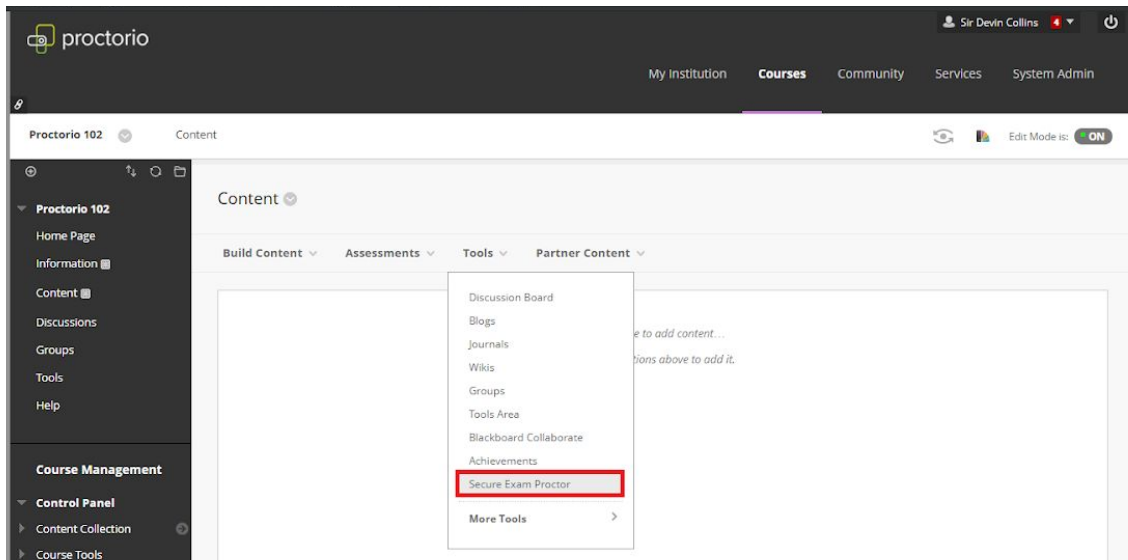 proctorio
Sir Devin Collins 4
My Institution Courses Community Services System Admin
Proctorio 102 Content Edit Mode is: ON
Proctorio 102
Home Page
Information
Content
Discussions
Groups
Tools
Help
Course Management
Control Panel
Content Collection
Course Tools
Content
Build Content Assessments Tools Partner Content
Discussion Board
Blogs
Journals
Wikis
Groups
Tools Area
Blackboard Collaborate
Achievements
Secure Exam Proctor
More Tools
e to add content...
tions above to add it.